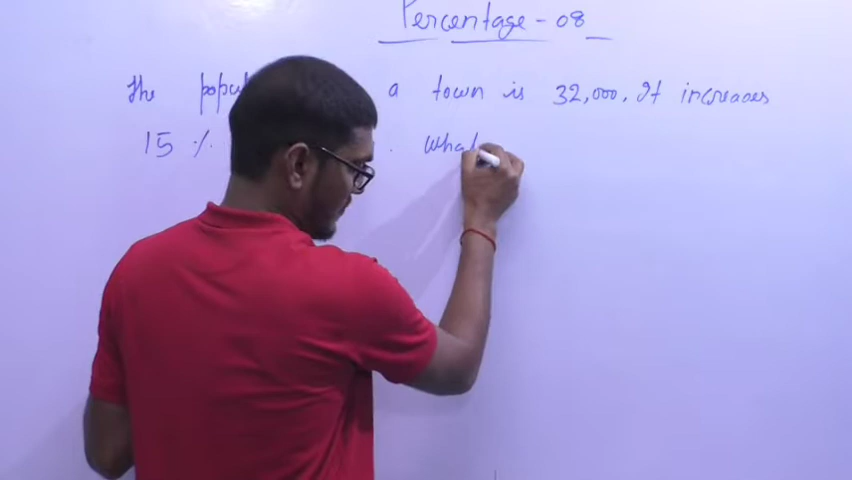 Percentage - 08
The popul a town is 32,000. It increases
15 % . what